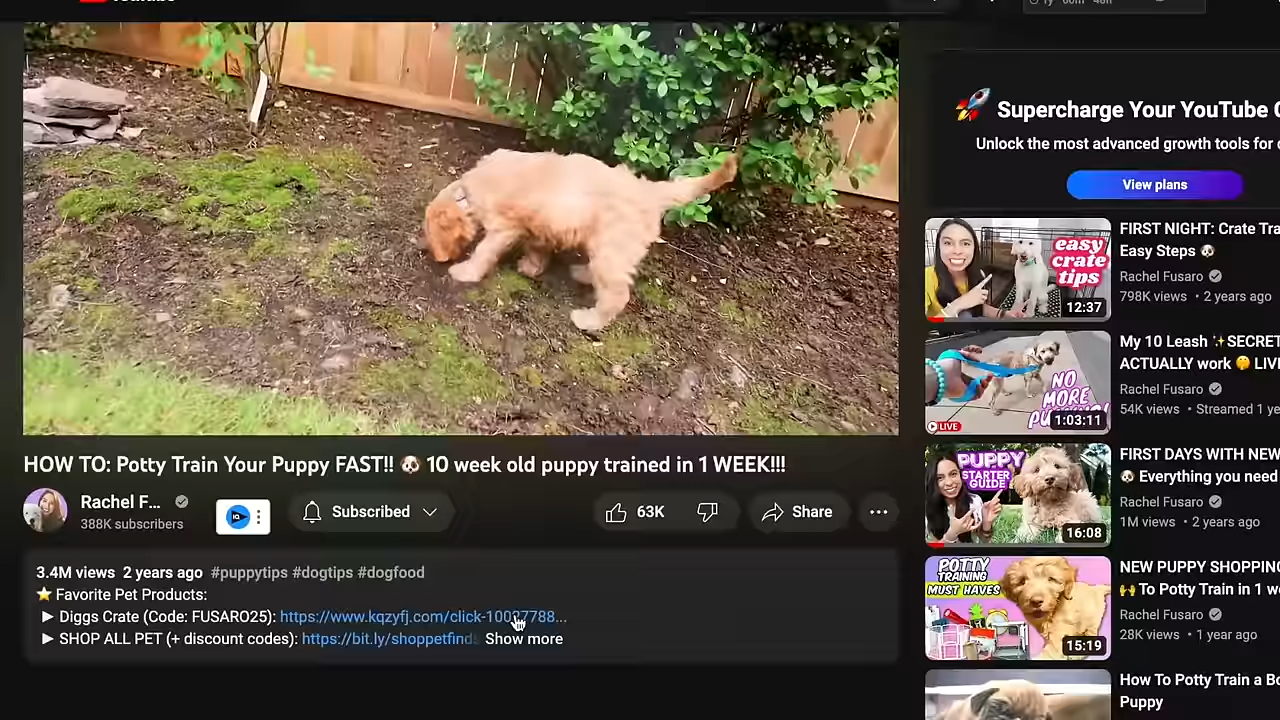 Supercharge Your YouTube
Unlock the most advanced growth tools for
View plans
HOW TO: Potty Train Your Puppy FAST!! 🐶 10 week old puppy trained in 1 WEEK!!!
Rachel F...
388K subscribers
Subscribed
63K
Share
3.4M views 2 years ago #puppytips #dogtips #dogfood
⭐ Favorite Pet Products:
► Diggs Crate (Code: FUSARO25): https://www.kqzyfj.com/click-10027788...
► SHOP ALL PET (+ discount codes): https://bit.ly/shoppetfinds Show more
easy
crate
tips
12:37
FIRST NIGHT: Crate Tra
Easy Steps 🐶
Rachel Fusaro
798K views • 2 years ago
NO
MORE
LIVE
1:03:11
My 10 Leash ✨SECRET
ACTUALLY work 🤫 LIV
Rachel Fusaro
54K views • Streamed 1 ye
PUPPY
STARTER
GUIDE
16:08
FIRST DAYS WITH NEW
🐶 Everything you need
Rachel Fusaro
1M views • 2 years ago
POTTY
TRAINING
MUST HAVES
15:19
NEW PUPPY SHOPPING
🙌 To Potty Train in 1 w
Rachel Fusaro
28K views • 1 year ago
How To Potty Train a Bo
Puppy